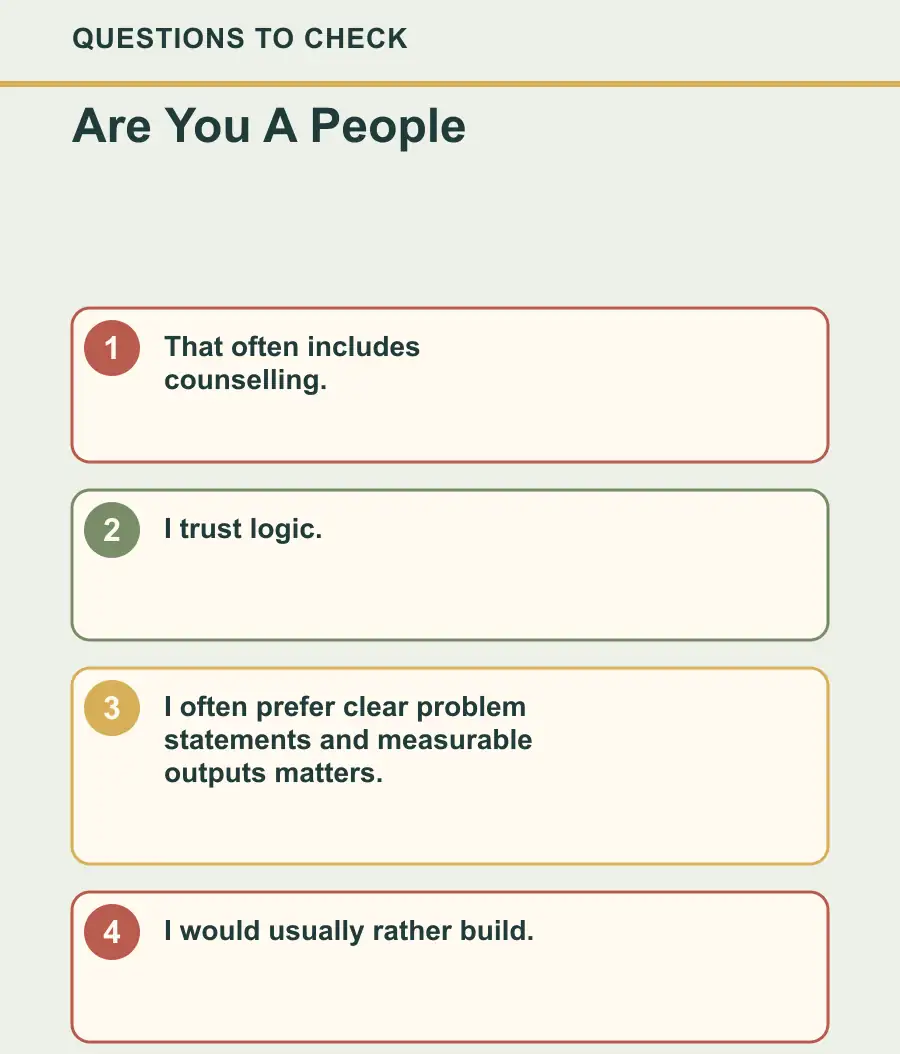 QUESTIONS TO CHECK
Are You A People
1
That often includes
counselling.
2
I trust logic.
3
I often prefer clear problem
statements and measurable
outputs matters.
4
I would usually rather build.